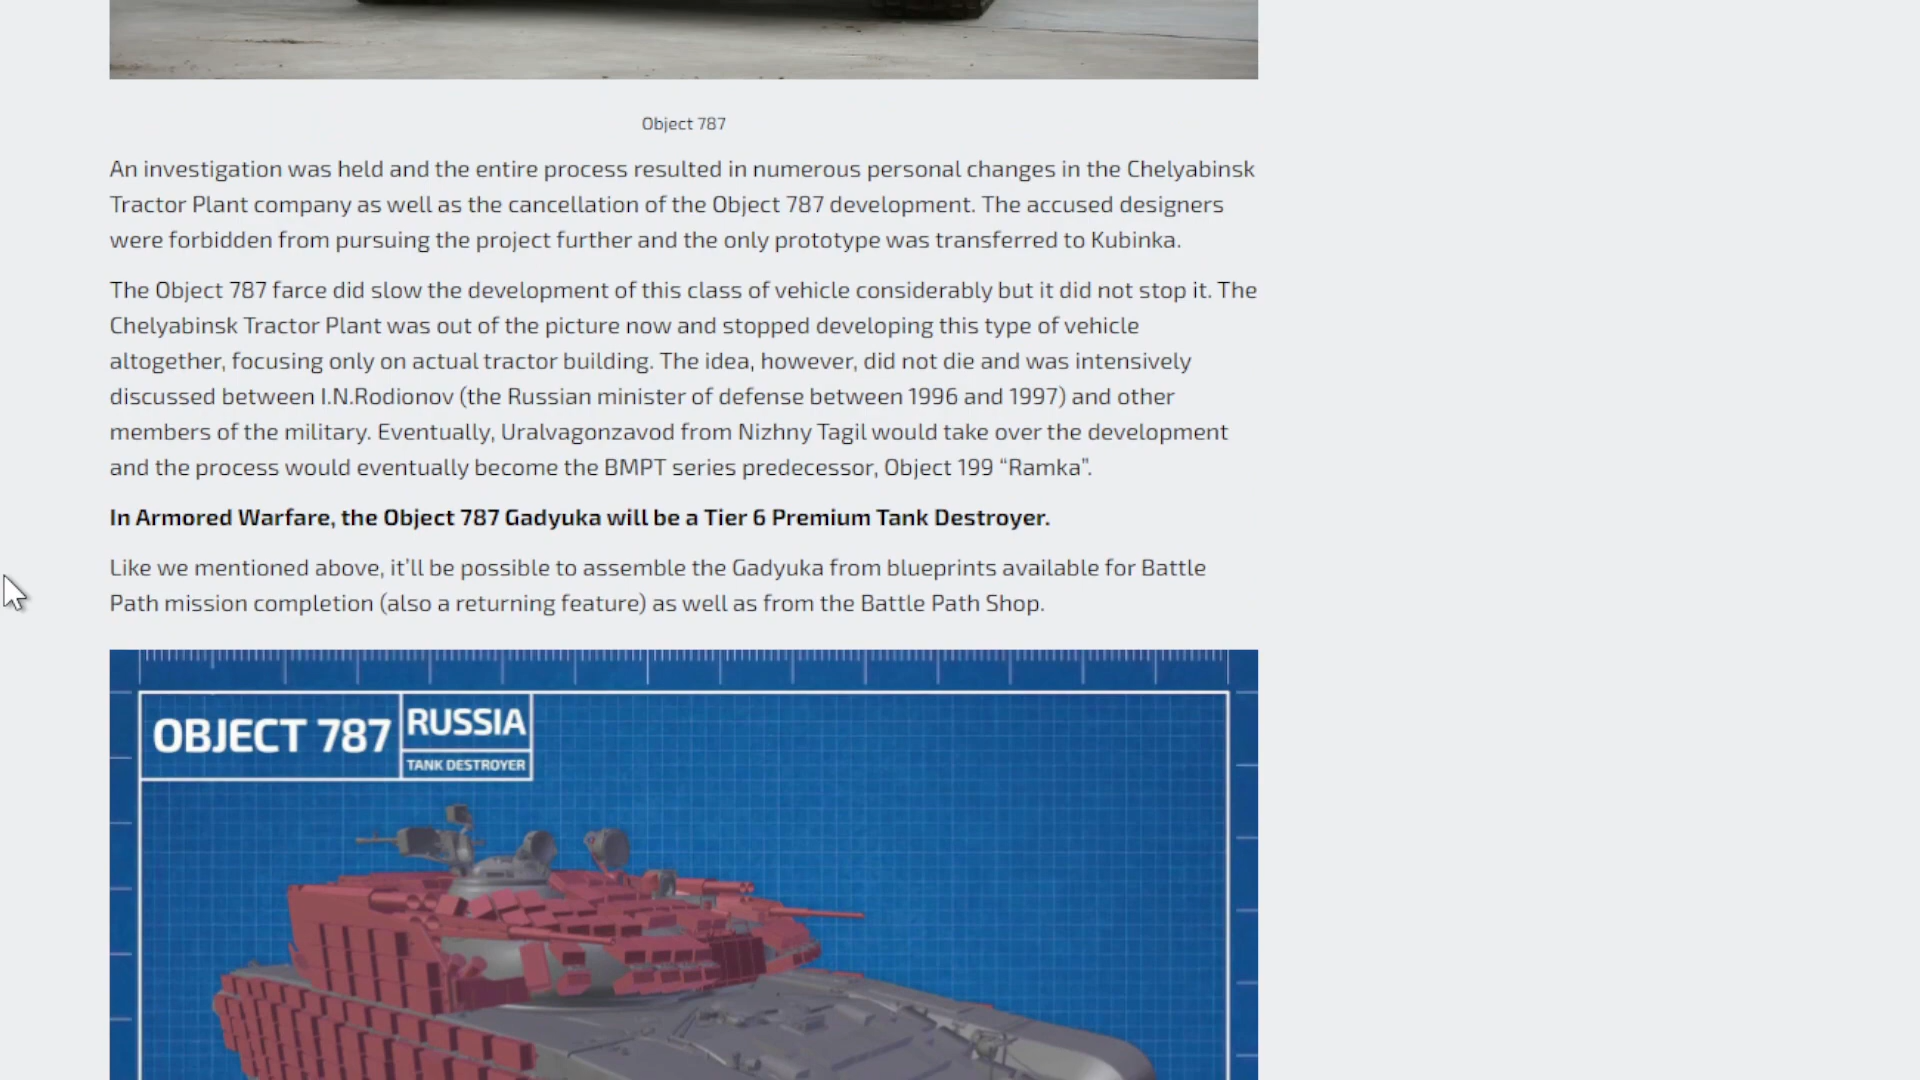 Object 787
An investigation was held and the entire process resulted in numerous personal changes in the Chelyabinsk
Tractor Plant company as well as the cancellation of the Object 787 development. The accused designers
were forbidden from pursuing the project further and the only prototype was transferred to Kubinka.
The Object 787 farce did slow the development of this class of vehicle considerably but it did not stop it. The
Chelyabinsk Tractor Plant was out of the picture now and stopped developing this type of vehicle
altogether, focusing only on actual tractor building. The idea, however, did not die and was intensively
discussed between I.N.Rodionov (the Russian minister of defense between 1996 and 1997) and other
members of the military. Eventually, Uralvagonzavod from Nizhny Tagil would take over the development
and the process would eventually become the BMPT series predecessor, Object 199 “Ramka”.
In Armored Warfare, the Object 787 Gadyuka will be a Tier 6 Premium Tank Destroyer.
Like we mentioned above, it’ll be possible to assemble the Gadyuka from blueprints available for Battle
Path mission completion (also a returning feature) as well as from the Battle Path Shop.
OBJECT 787
RUSSIA
TANK DESTROYER